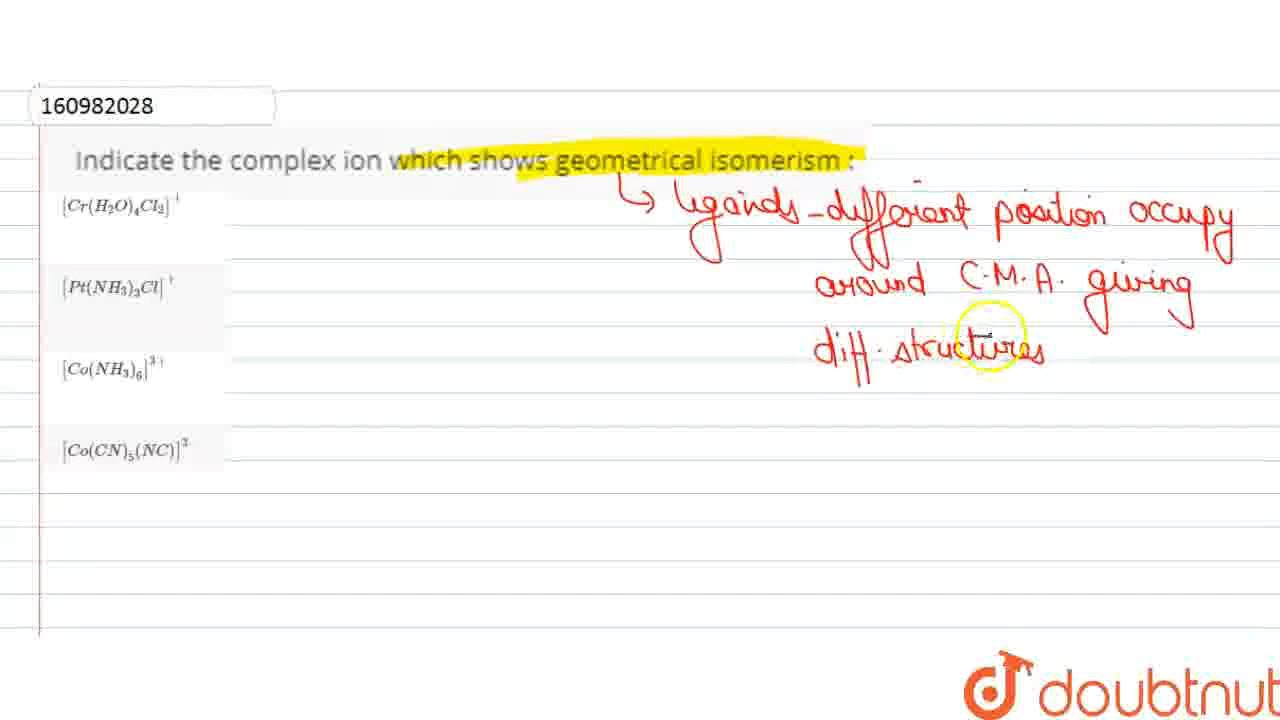 160982028
Indicate the complex ion which shows geometrical isomerism :
[Cr(H₂O)₄Cl₂]⁺
ligands - different position occupy
[Pt(NH₃)₃Cl]⁺
around C.M.A. giving
diff. structures
[Co(NH₃)₆]³⁺
[Co(CN)₅(NC)]³
doubtnut